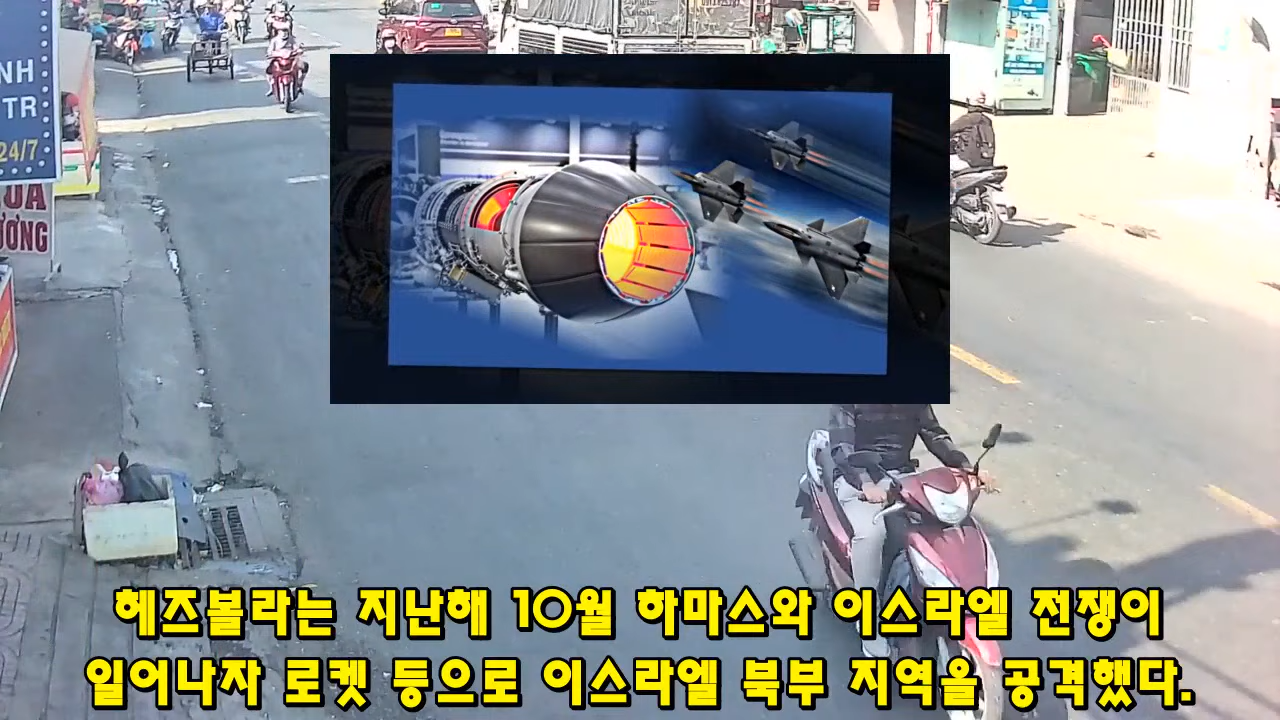 NH
TR
24/7
ƯƠNG
헤즈볼라는 지난해 10월 하마스와 이스라엘 전쟁이
일어나자 로켓 등으로 이스라엘 북부 지역을 공격했다.